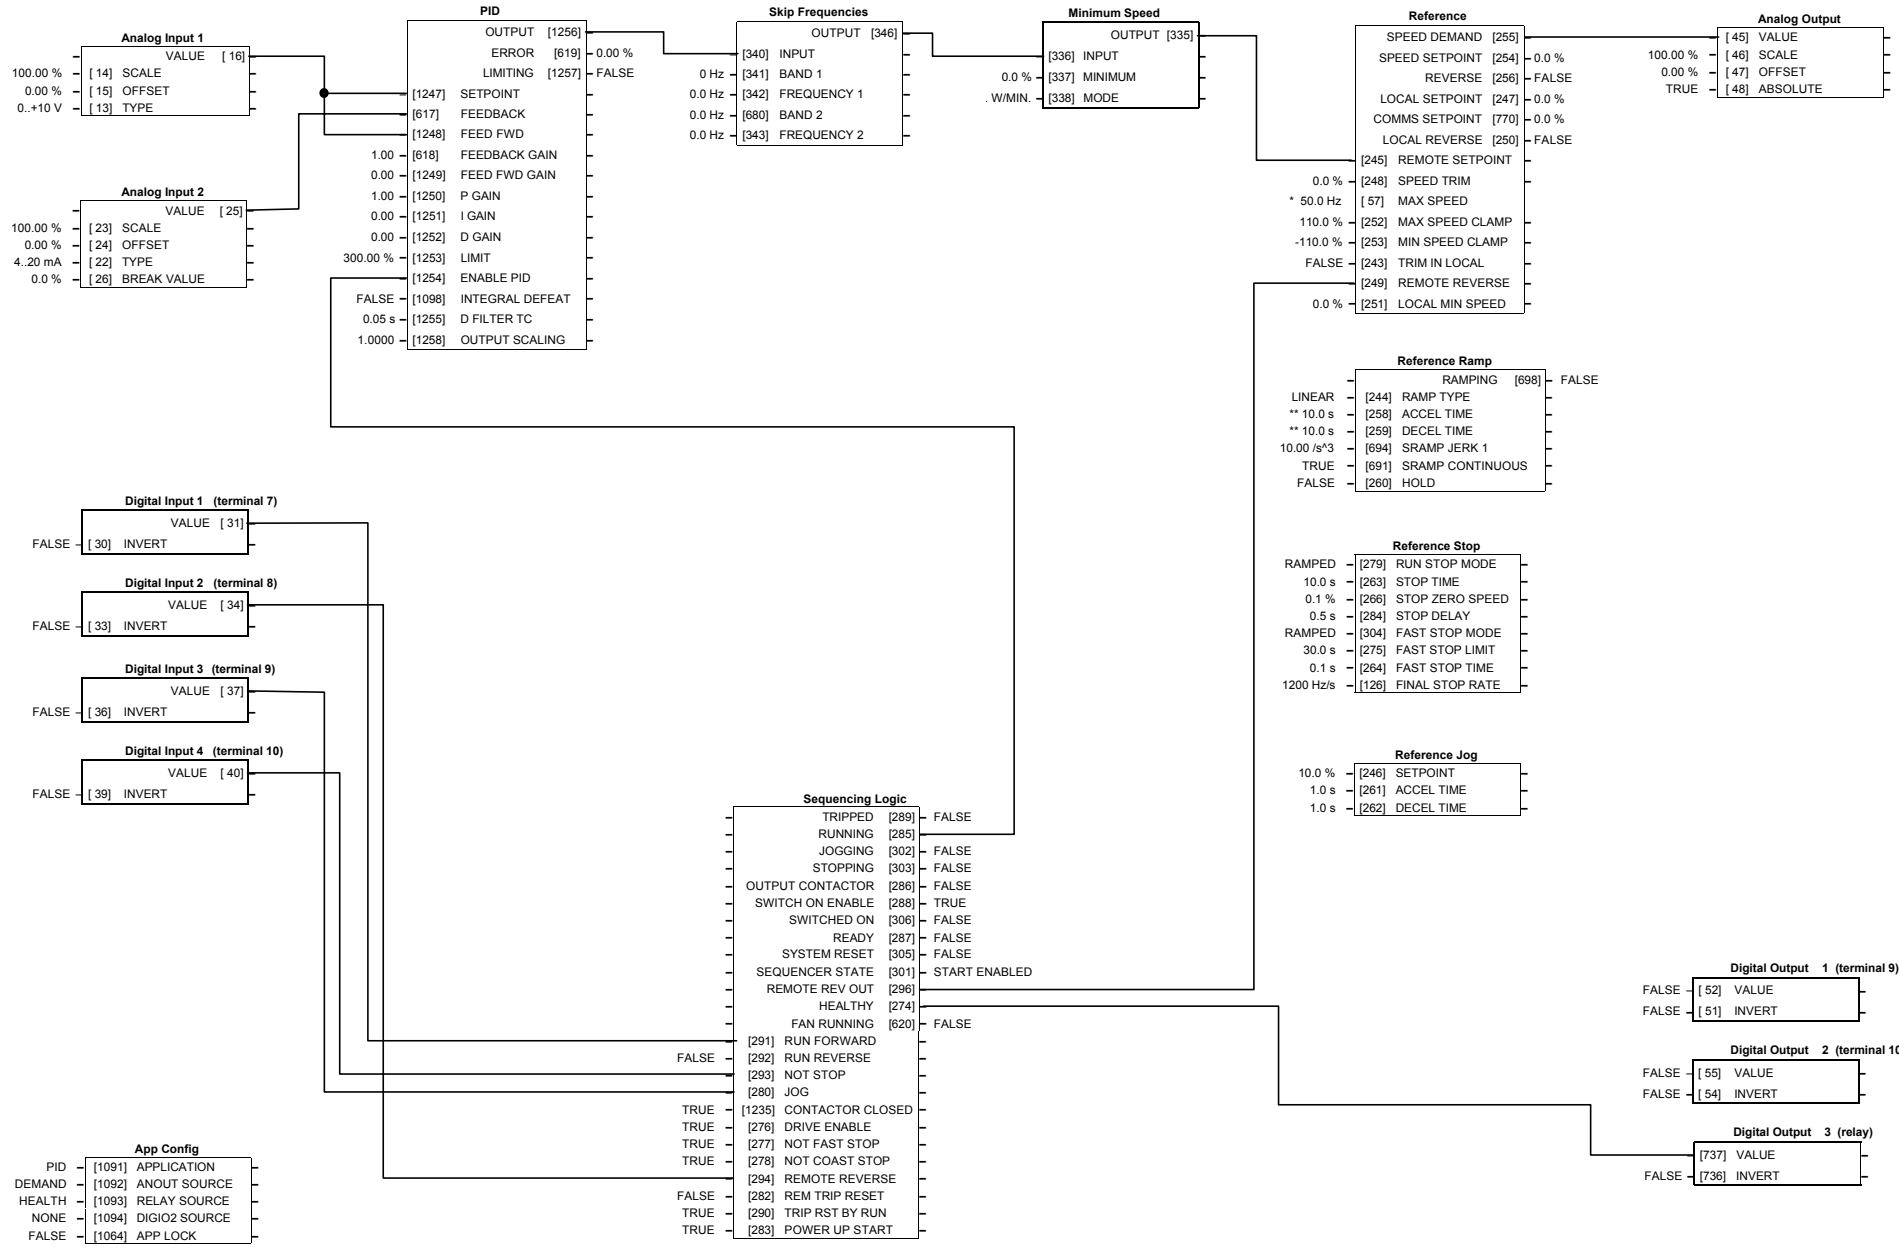 Analog Input 1
VALUE [ 16]
100.00 % [ 14] SCALE
0.00 % [ 15] OFFSET
0..+10 V [ 13] TYPE
Analog Input 2
VALUE [ 25]
100.00 % [ 23] SCALE
0.00 % [ 24] OFFSET
4..20 mA [ 22] TYPE
0.0 % [ 26] BREAK VALUE
PID
OUTPUT [1256]
ERROR [619] 0.00 %
LIMITING [1257] FALSE
[1247] SETPOINT
[617] FEEDBACK
[1248] FEED FWD
1.00 [618] FEEDBACK GAIN
0.00 [1249] FEED FWD GAIN
1.00 [1250] P GAIN
0.00 [1251] I GAIN
0.00 [1252] D GAIN
300.00 % [1253] LIMIT
[1254] ENABLE PID
FALSE [1098] INTEGRAL DEFEAT
0.05 s [1255] D FILTER TC
1.0000 [1258] OUTPUT SCALING
Skip Frequencies
OUTPUT [346]
[340] INPUT
0 Hz [341] BAND 1
0.0 Hz [342] FREQUENCY 1
0.0 Hz [680] BAND 2
0.0 Hz [343] FREQUENCY 2
Minimum Speed
OUTPUT [335]
[336] INPUT
0.0 % [337] MINIMUM
. W/MIN. [338] MODE
Reference
SPEED DEMAND [255]
SPEED SETPOINT [254] 0.0 %
REVERSE [256] FALSE
LOCAL SETPOINT [247] 0.0 %
COMMS SETPOINT [770] 0.0 %
LOCAL REVERSE [250] FALSE
[245] REMOTE SETPOINT
0.0 % [248] SPEED TRIM
* 50.0 Hz [ 57] MAX SPEED
110.0 % [252] MAX SPEED CLAMP
-110.0 % [253] MIN SPEED CLAMP
FALSE [243] TRIM IN LOCAL
[249] REMOTE REVERSE
0.0 % [251] LOCAL MIN SPEED
Analog Output
[ 45] VALUE
100.00 % [ 46] SCALE
0.00 % [ 47] OFFSET
TRUE [ 48] ABSOLUTE
Reference Ramp
RAMPING [698] FALSE
LINEAR [244] RAMP TYPE
** 10.0 s [258] ACCEL TIME
** 10.0 s [259] DECEL TIME
10.00 /s^3 [694] SRAMP JERK 1
TRUE [691] SRAMP CONTINUOUS
FALSE [260] HOLD
Digital Input 1 (terminal 7)
VALUE [ 31]
FALSE [ 30] INVERT
Digital Input 2 (terminal 8)
VALUE [ 34]
FALSE [ 33] INVERT
Digital Input 3 (terminal 9)
VALUE [ 37]
FALSE [ 36] INVERT
Digital Input 4 (terminal 10)
VALUE [ 40]
FALSE [ 39] INVERT
Reference Stop
RAMPED [279] RUN STOP MODE
10.0 s [263] STOP TIME
0.1 % [266] STOP ZERO SPEED
0.5 s [284] STOP DELAY
RAMPED [304] FAST STOP MODE
30.0 s [275] FAST STOP LIMIT
0.1 s [264] FAST STOP TIME
1200 Hz/s [126] FINAL STOP RATE
Reference Jog
10.0 % [246] SETPOINT
1.0 s [261] ACCEL TIME
1.0 s [262] DECEL TIME
Sequencing Logic
TRIPPED [289] FALSE
RUNNING [285]
JOGGING [302] FALSE
STOPPING [303] FALSE
OUTPUT CONTACTOR [286] FALSE
SWITCH ON ENABLE [288] TRUE
SWITCHED ON [306] FALSE
READY [287] FALSE
SYSTEM RESET [305] FALSE
SEQUENCER STATE [301] START ENABLED
REMOTE REV OUT [296]
HEALTHY [274]
FAN RUNNING [620] FALSE
[291] RUN FORWARD
FALSE [292] RUN REVERSE
[293] NOT STOP
[280] JOG
TRUE [1235] CONTACTOR CLOSED
TRUE [276] DRIVE ENABLE
TRUE [277] NOT FAST STOP
TRUE [278] NOT COAST STOP
[294] REMOTE REVERSE
FALSE [282] REM TRIP RESET
TRUE [290] TRIP RST BY RUN
TRUE [283] POWER UP START
Digital Output 1 (terminal 9)
FALSE [ 52] VALUE
FALSE [ 51] INVERT
Digital Output 2 (terminal 10
FALSE [ 55] VALUE
FALSE [ 54] INVERT
Digital Output 3 (relay)
[737] VALUE
FALSE [736] INVERT
App Config
PID [1091] APPLICATION
DEMAND [1092] ANOUT SOURCE
HEALTH [1093] RELAY SOURCE
NONE [1094] DIGIO2 SOURCE
FALSE [1064] APP LOCK